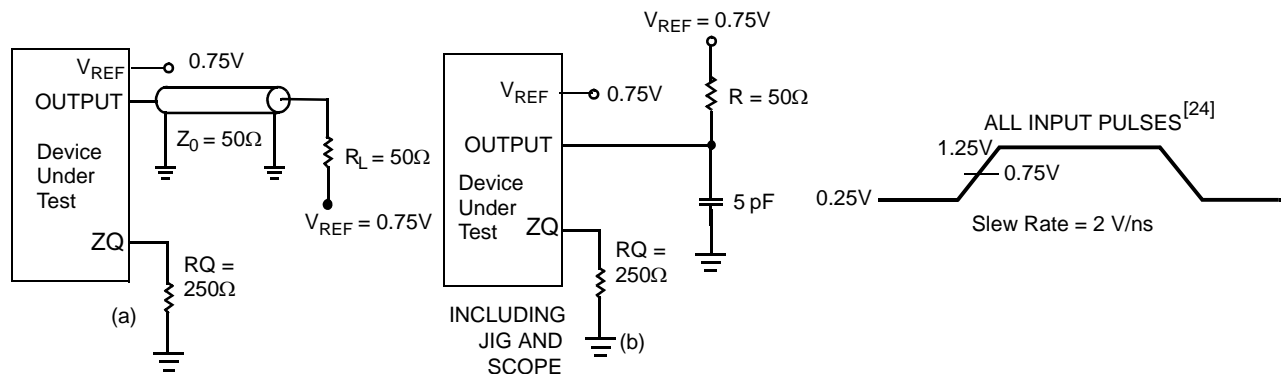 V_REF
0.75V
OUTPUT
Z_0 = 50Ω
Device
Under
Test
R_L = 50Ω
V_REF = 0.75V
ZQ
RQ =
250Ω
(a)
V_REF = 0.75V
R = 50Ω
V_REF
0.75V
OUTPUT
Device
Under
Test
5 pF
ZQ
RQ =
250Ω
INCLUDING
JIG AND
SCOPE
(b)
ALL INPUT PULSES[24]
1.25V
0.75V
0.25V
Slew Rate = 2 V/ns